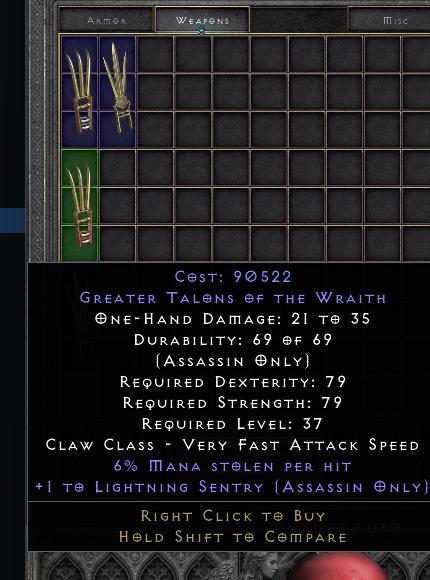 Armor
Weapons
Misc
Cost: 90522
Greater Talons of the Wraith
One-Hand Damage: 21 to 35
Durability: 69 of 69
(Assassin Only)
Required Dexterity: 79
Required Strength: 79
Required Level: 37
Claw Class - Very Fast Attack Speed
6% Mana stolen per hit
+1 to Lightning Sentry (Assassin Only)
Right Click to Buy
Hold Shift to Compare